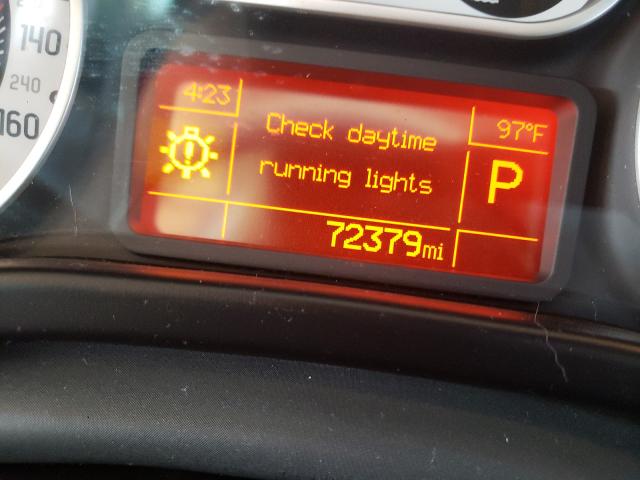 140
240
160
4:23
Check daytime
running lights
97°F
P
72379mi